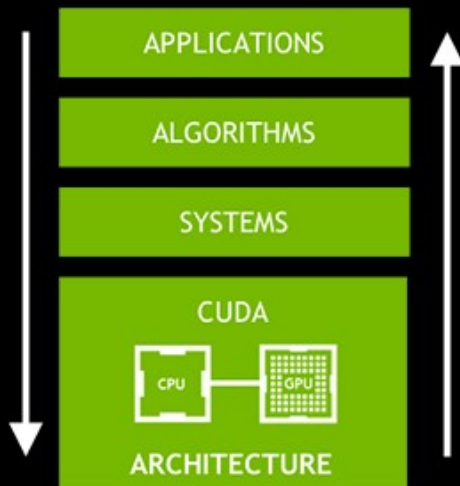 APPLICATIONS
ALGORITHMS
SYSTEMS
CUDA
CPU GPU
ARCHITECTURE